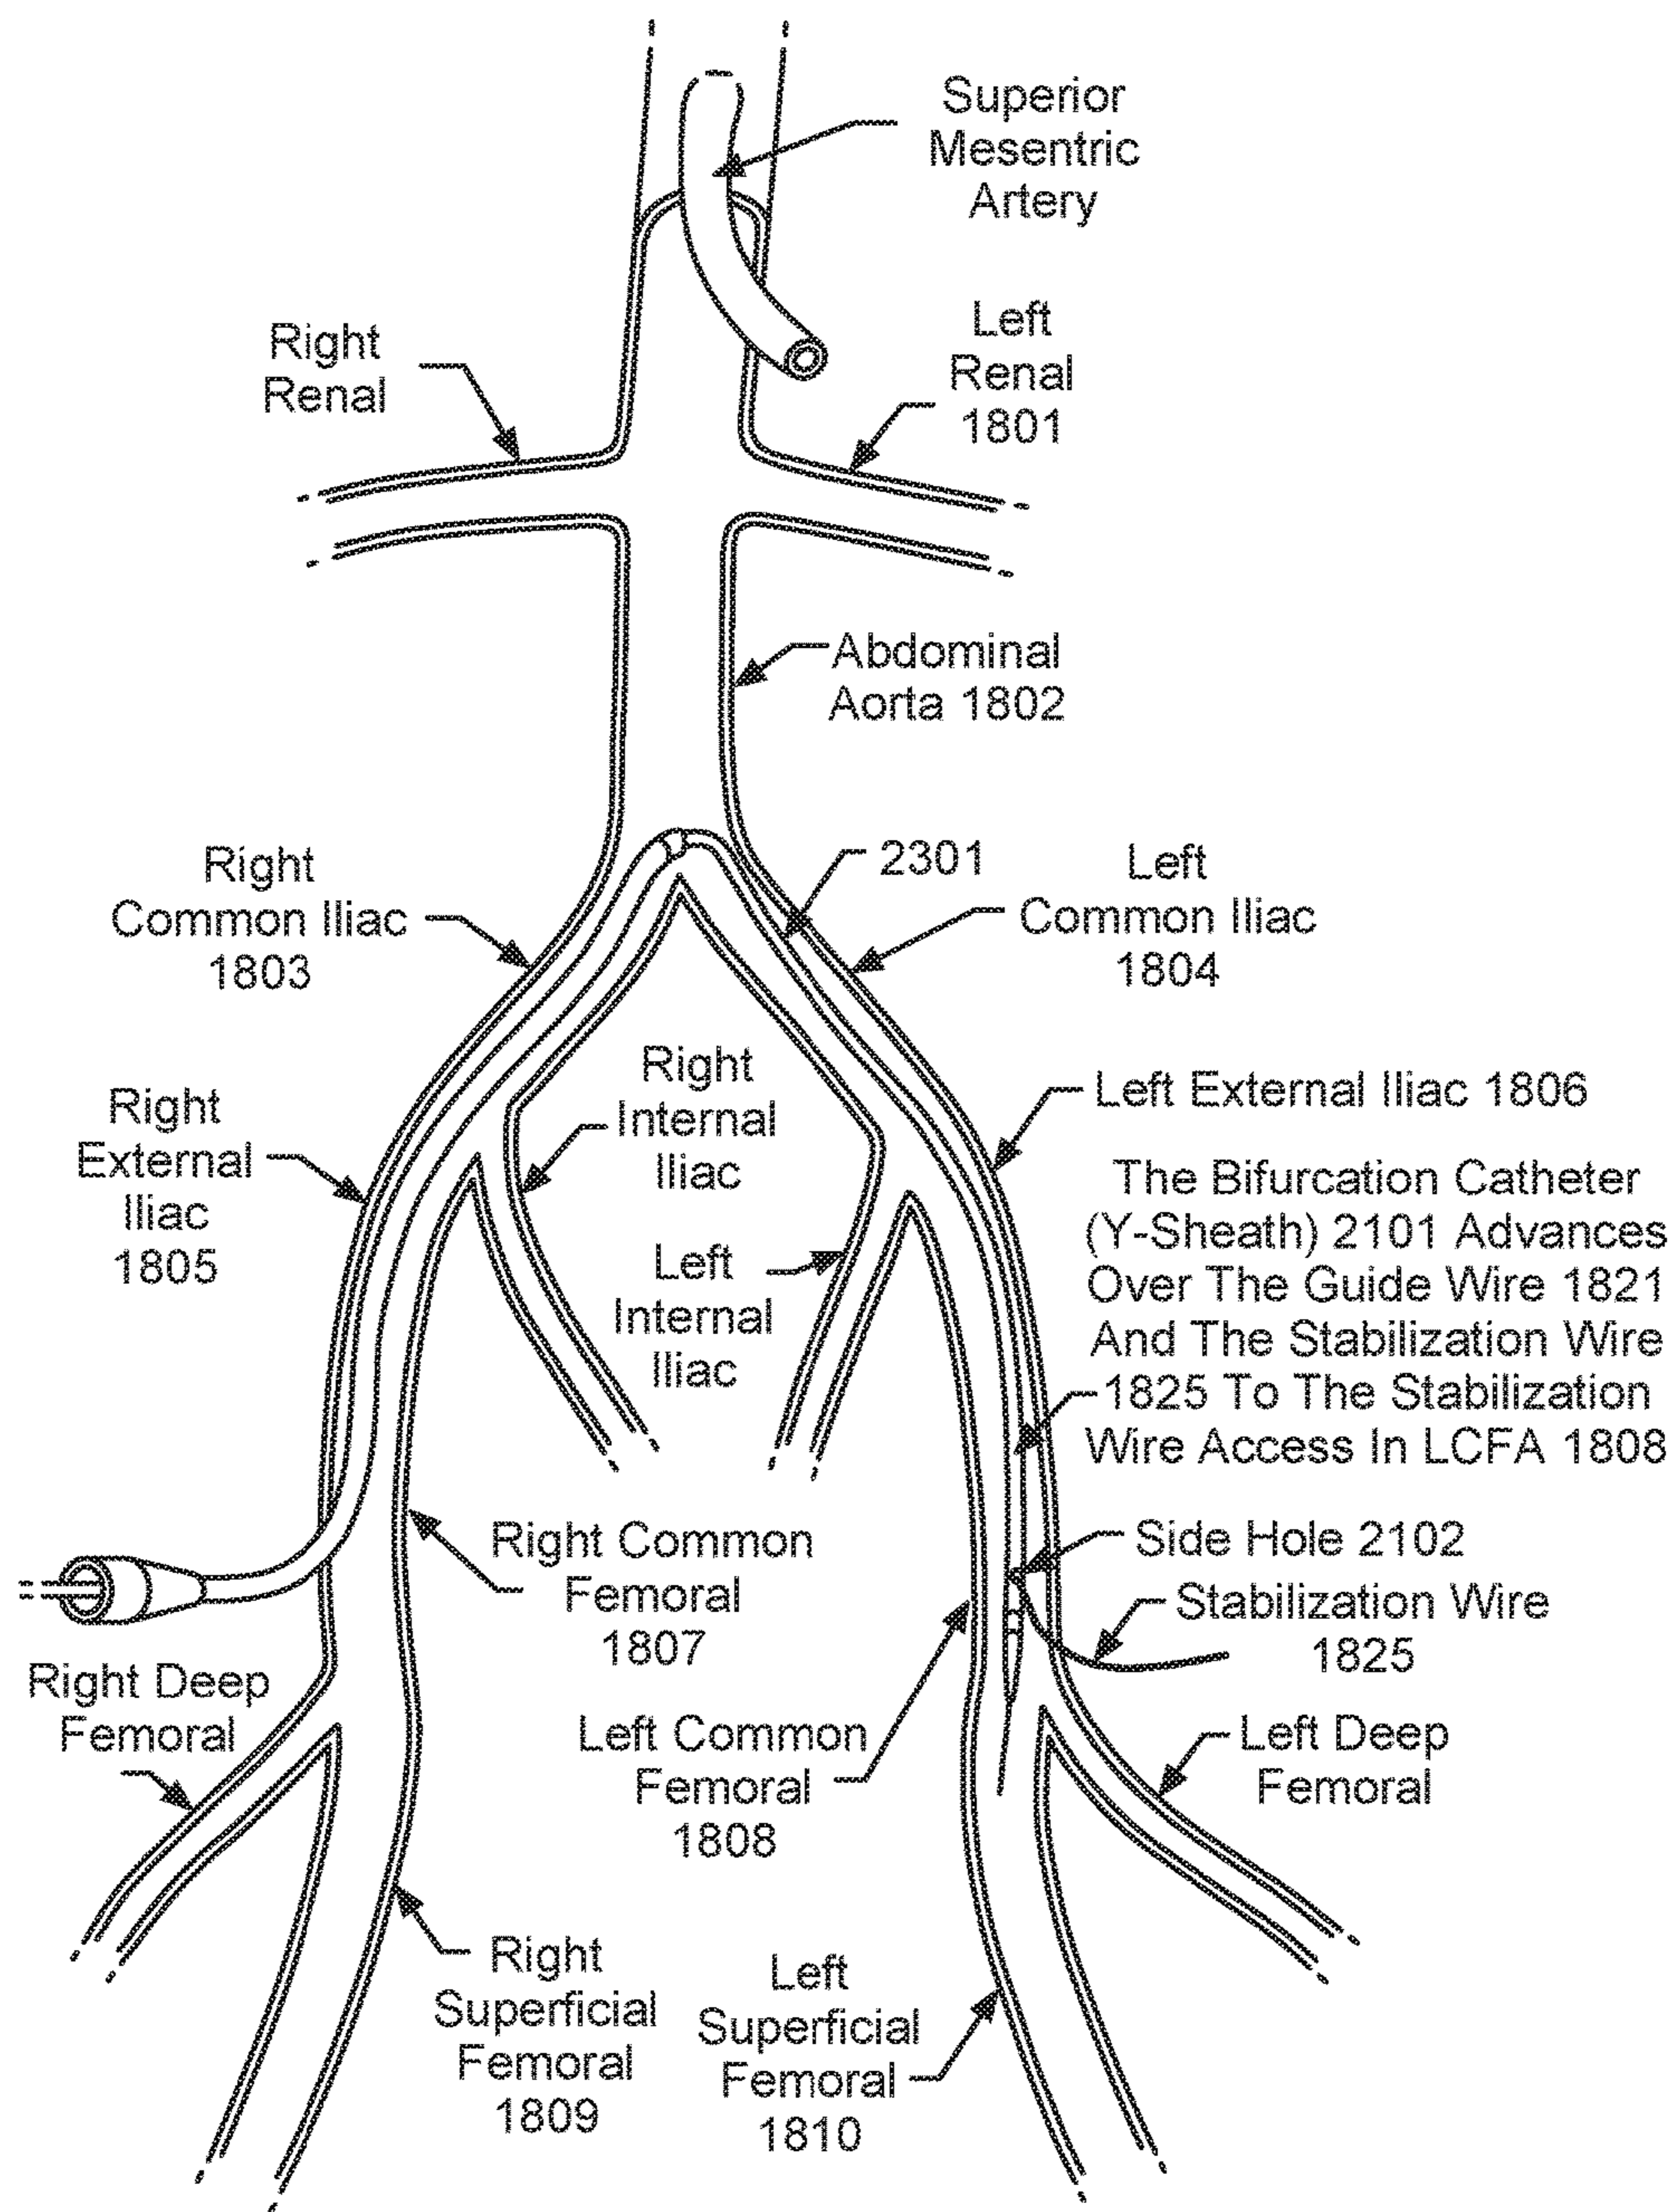 Superior
Mesentric
Artery
Right
Renal
Left
Renal
1801
Abdominal
Aorta 1802
Right
Common Iliac
1803
2301
Left
Common Iliac
1804
Right
External
Iliac
1805
Right
Internal
Iliac
Left
Internal
Iliac
Left External Iliac 1806
The Bifurcation Catheter
(Y-Sheath) 2101 Advances
Over The Guide Wire 1821
And The Stabilization Wire
1825 To The Stabilization
Wire Access In LCFA 1808
Right Common
Femoral
1807
Side Hole 2102
Stabilization Wire
1825
Right Deep
Femoral
Left Common
Femoral
1808
Left Deep
Femoral
Right
Superficial
Femoral
1809
Left
Superficial
Femoral
1810